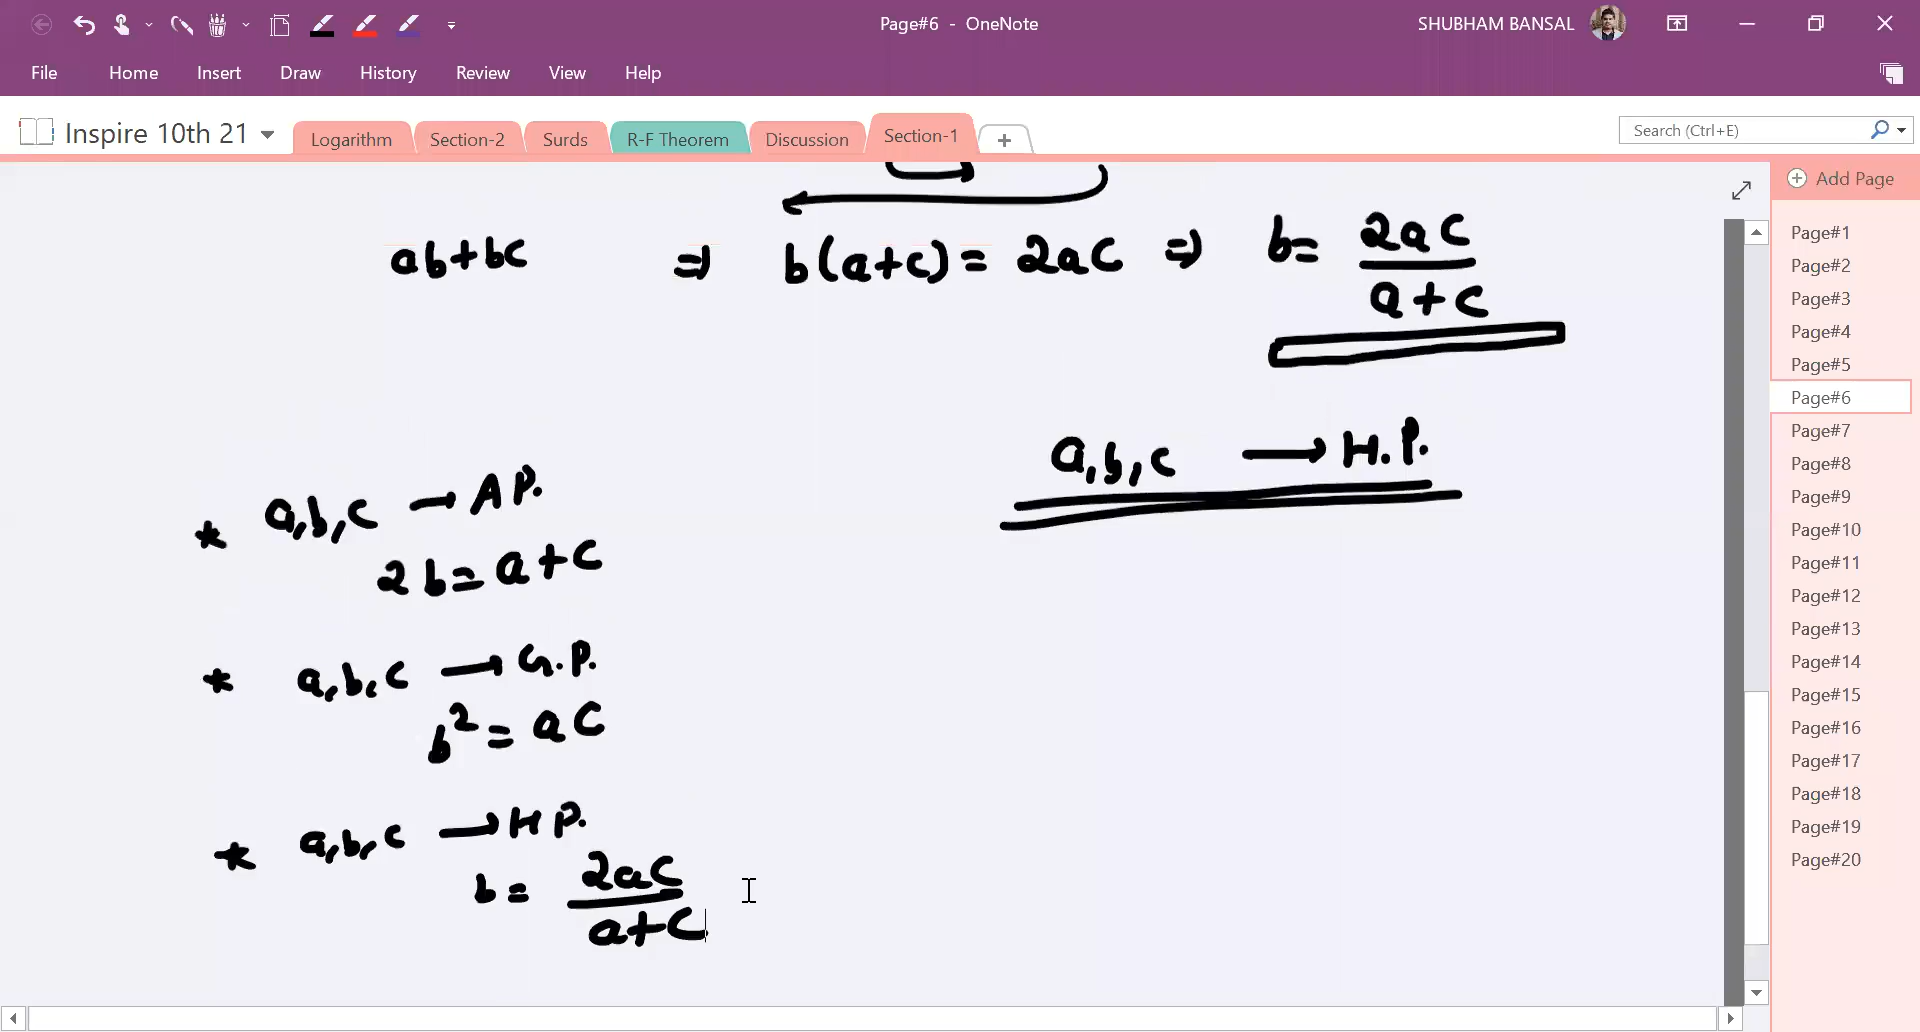 Page#6 - OneNote
SHUBHAM BANSAL
File Home Insert Draw History Review View Help
Inspire 10th 21
Logarithm Section-2 Surds R-F Theorem Discussion Section-1 +
Search (Ctrl+E)
Add Page
ab+bc ⇒ b(a+c) = 2ac ⇒ b= 2ac / a+c
a,b,c → H.P.
* a,b,c → A P.
2b = a+c
* a,b,c → G.P.
b² = ac
* a,b,c → H P.
b = 2ac / a+c
Page#1
Page#2
Page#3
Page#4
Page#5
Page#6
Page#7
Page#8
Page#9
Page#10
Page#11
Page#12
Page#13
Page#14
Page#15
Page#16
Page#17
Page#18
Page#19
Page#20